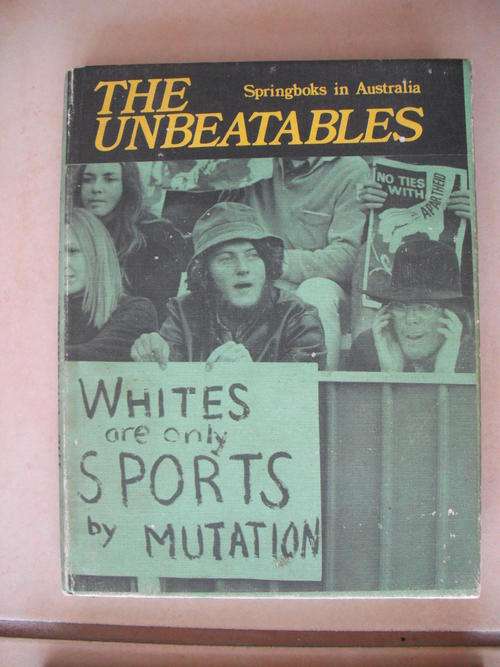 THE
Springboks in Australia
UNBEATABLES
NO TIES
WITH
APARTHEID
WHITES
are only
SPORTS
by MUTATION